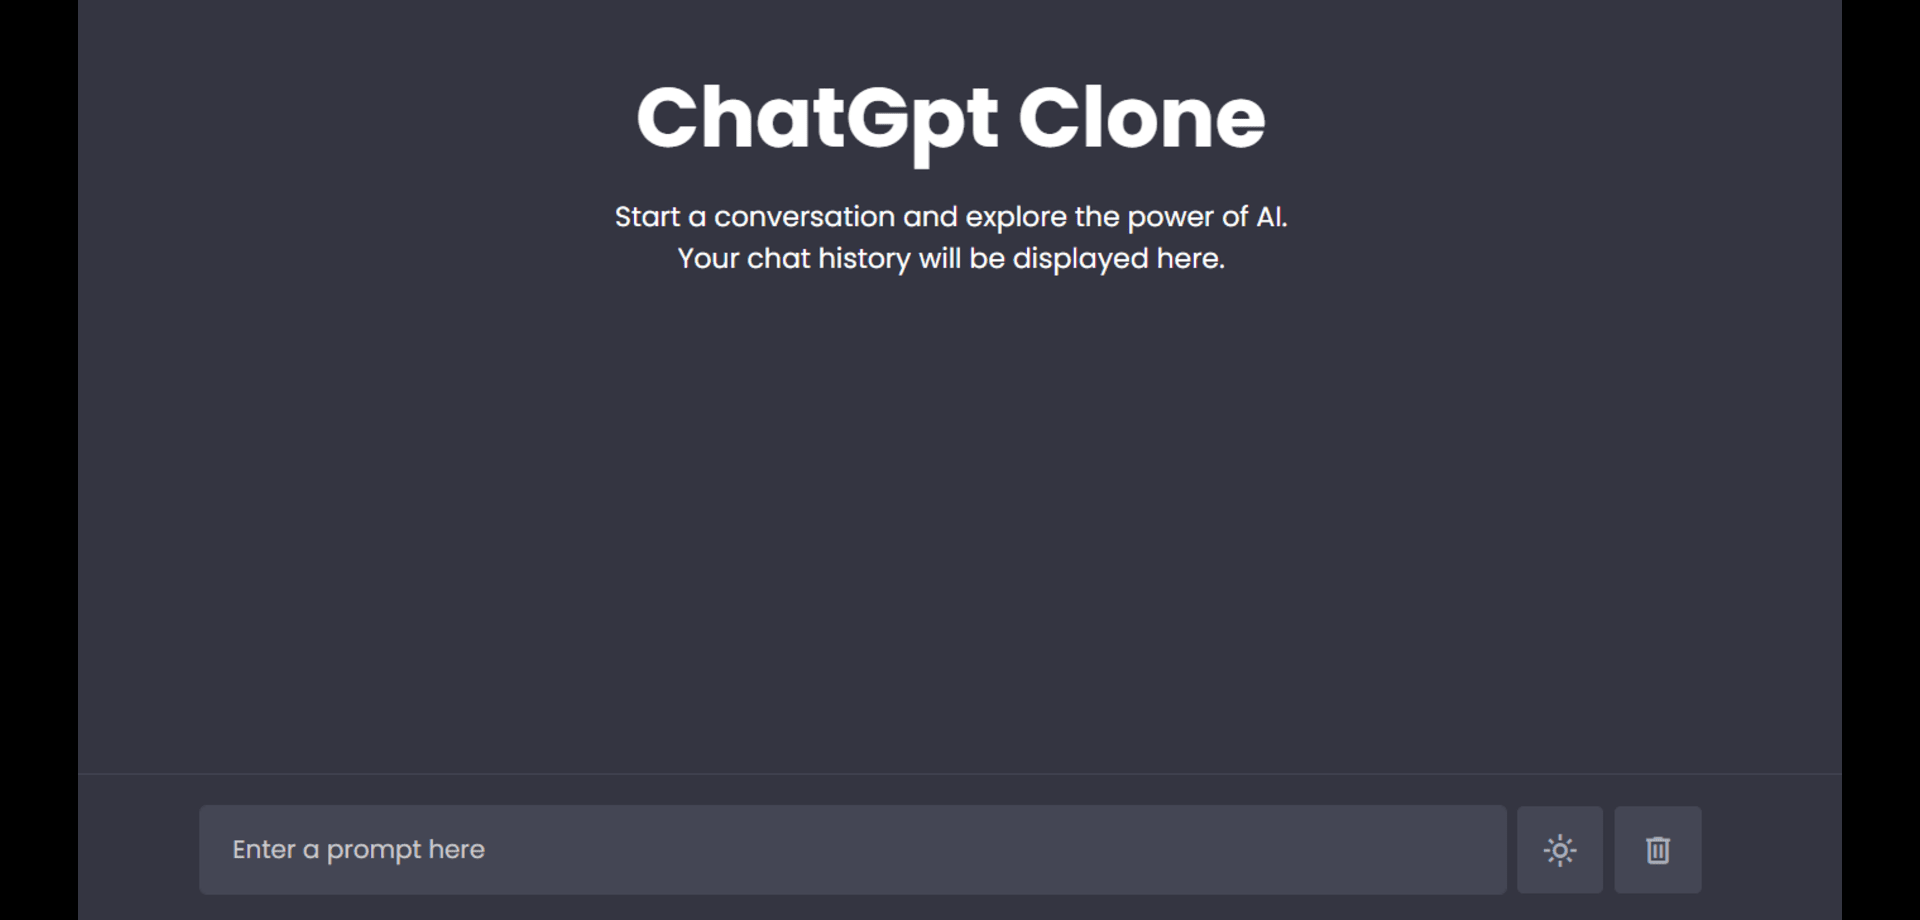 ChatGpt Clone
Start a conversation and explore the power of AI.
Your chat history will be displayed here.
Enter a prompt here